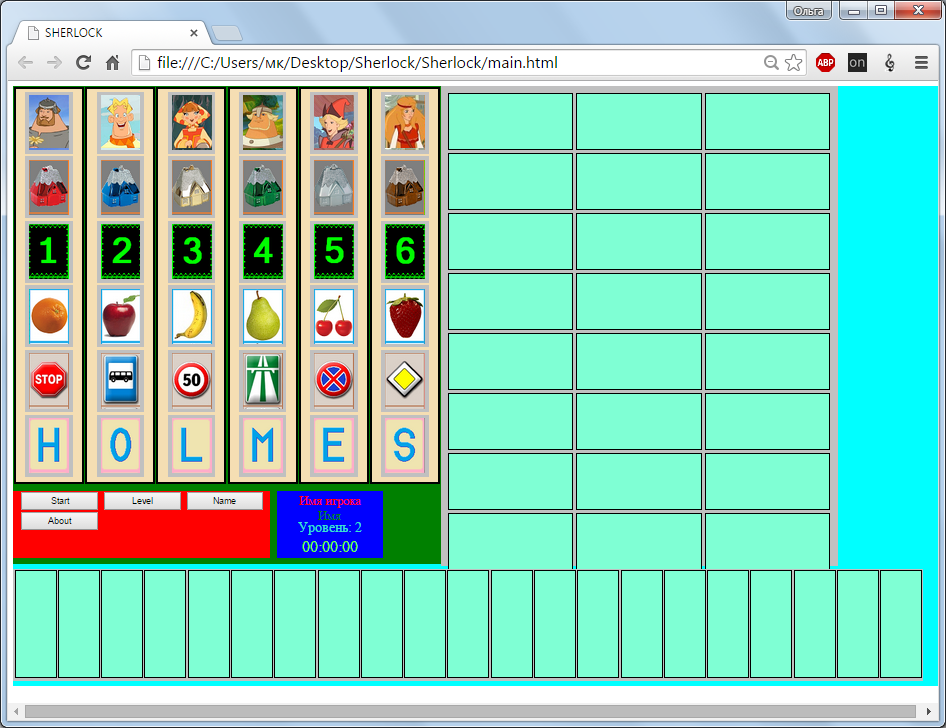 Ольга
SHERLOCK
file:///C:/Users/мк/Desktop/Sherlock/Sherlock/main.html
ABP
on
1 2 3 4 5 6
STOP 50
H O L M E S
Start Level Name
About
Имя игрока
Имя
Уровень: 2
00:00:00